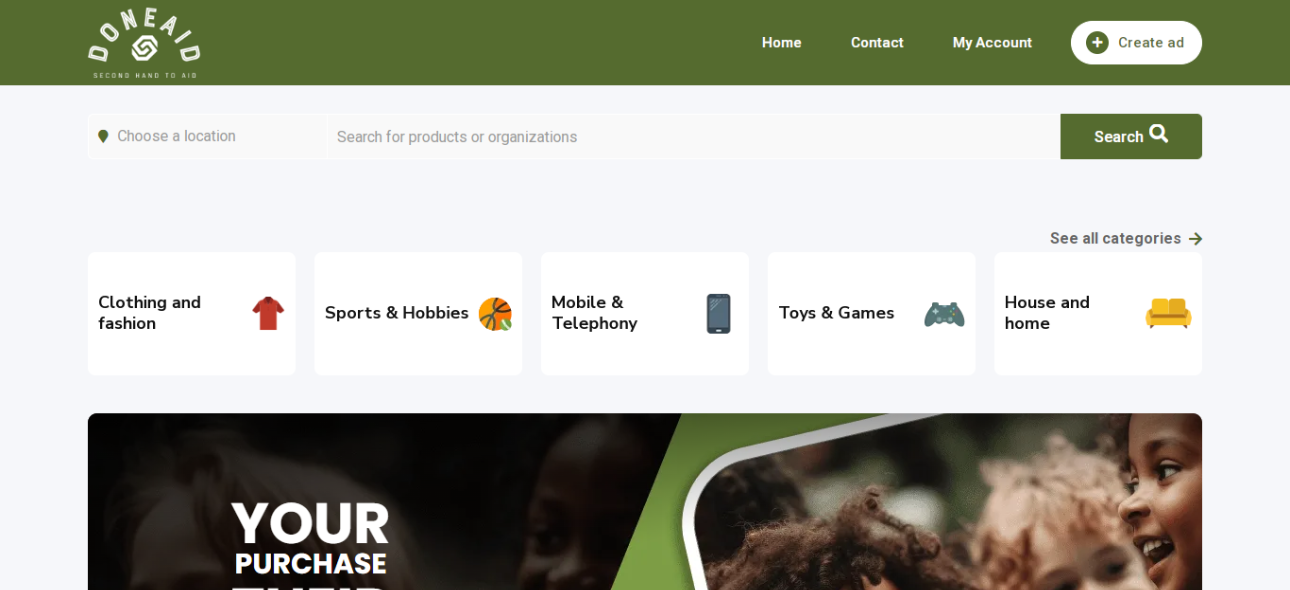 DONEAID
SECOND HAND TO AID
Home
Contact
My Account
Create ad
Choose a location
Search for products or organizations
Search
See all categories
Clothing and
fashion
Sports & Hobbies
Mobile &
Telephony
Toys & Games
House and
home
YOUR
PURCHASE
THEIR